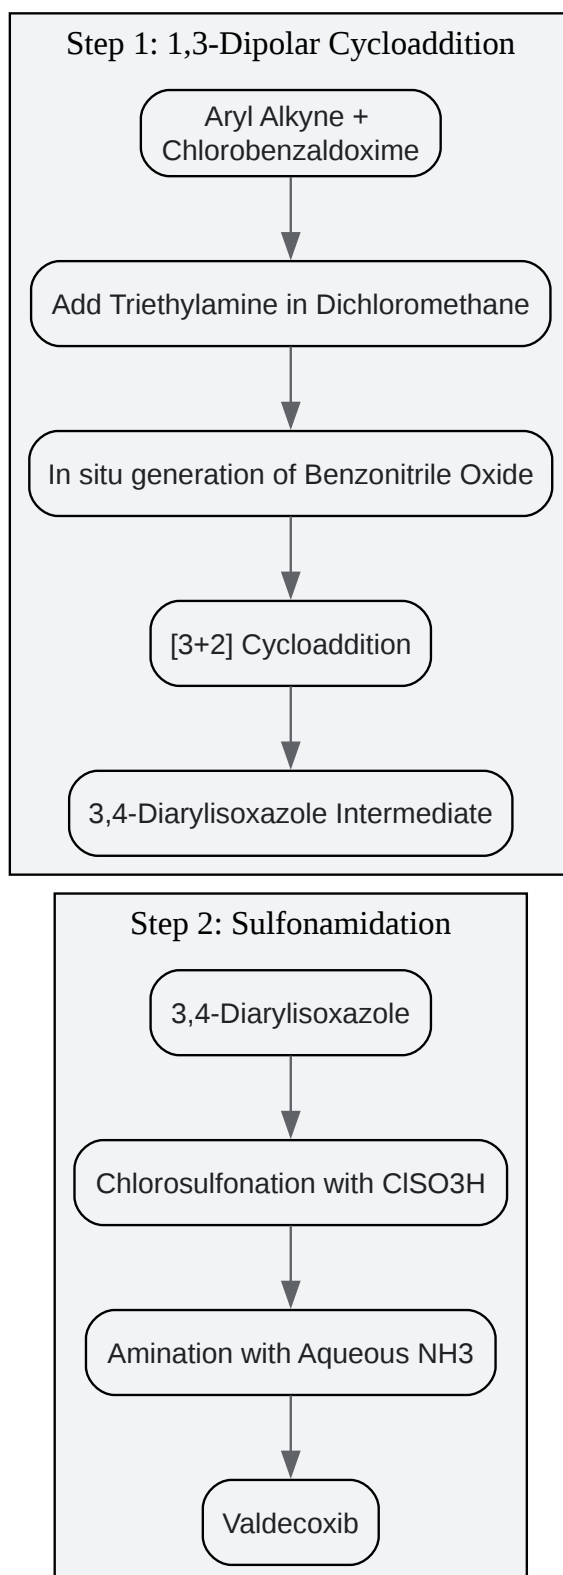 Step 1: 1,3-Dipolar Cycloaddition
Aryl Alkyne +
Chlorobenzaldoxime
Add Triethylamine in Dichloromethane
In situ generation of Benzonitrile Oxide
[3+2] Cycloaddition
3,4-Diarylisoxazole Intermediate
Step 2: Sulfonamidation
3,4-Diarylisoxazole
Chlorosulfonation with ClSO3H
Amination with Aqueous NH3
Valdecoxib